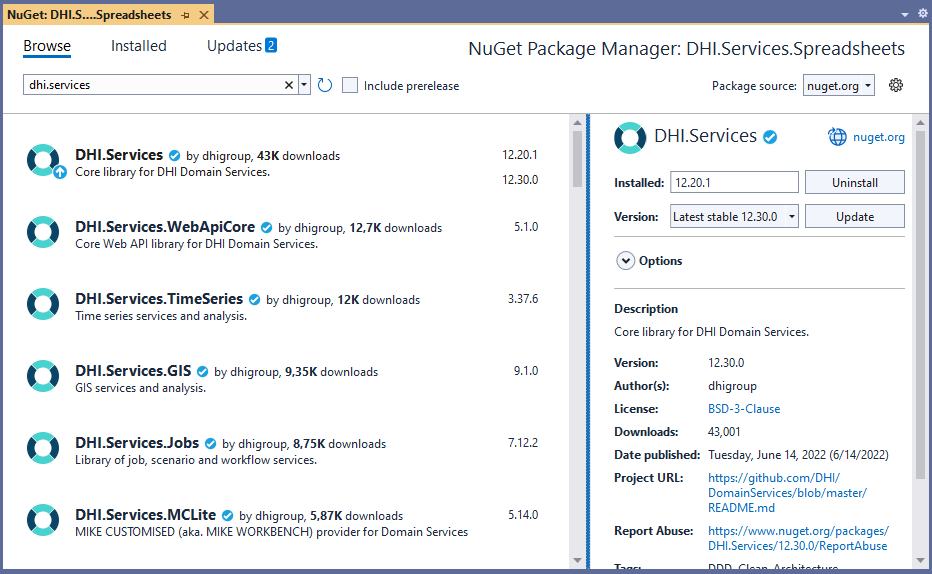 NuGet: DHI.S....Spreadsheets
Browse
Installed
Updates 2
NuGet Package Manager: DHI.Services.Spreadsheets
dhi.services
Include prerelease
Package source: nuget.org
DHI.Services by dhigroup, 43K downloads 12.20.1
Core library for DHI Domain Services.
12.30.0
DHI.Services.WebApiCore by dhigroup, 12,7K downloads 5.1.0
Core Web API library for DHI Domain Services.
DHI.Services.TimeSeries by dhigroup, 12K downloads 3.37.6
Time series services and analysis.
DHI.Services.GIS by dhigroup, 9,35K downloads 9.1.0
GIS services and analysis.
DHI.Services.Jobs by dhigroup, 8,75K downloads 7.12.2
Library of job, scenario and workflow services.
DHI.Services.MCLite by dhigroup, 5,87K downloads 5.14.0
MIKE CUSTOMISED (aka. MIKE WORKBENCH) provider for Domain Services
DHI.Services
nuget.org
Installed: 12.20.1 Uninstall
Version: Latest stable 12.30.0 Update
Options
Description
Core library for DHI Domain Services.
Version: 12.30.0
Author(s): dhigroup
License: BSD-3-Clause
Downloads: 43,001
Date published: Tuesday, June 14, 2022 (6/14/2022)
Project URL: https://github.com/DHI/
DomainServices/blob/master/
README.md
Report Abuse: https://www.nuget.org/packages/
DHI.Services/12.30.0/ReportAbuse
Tags: DDD, Clean, Architecture